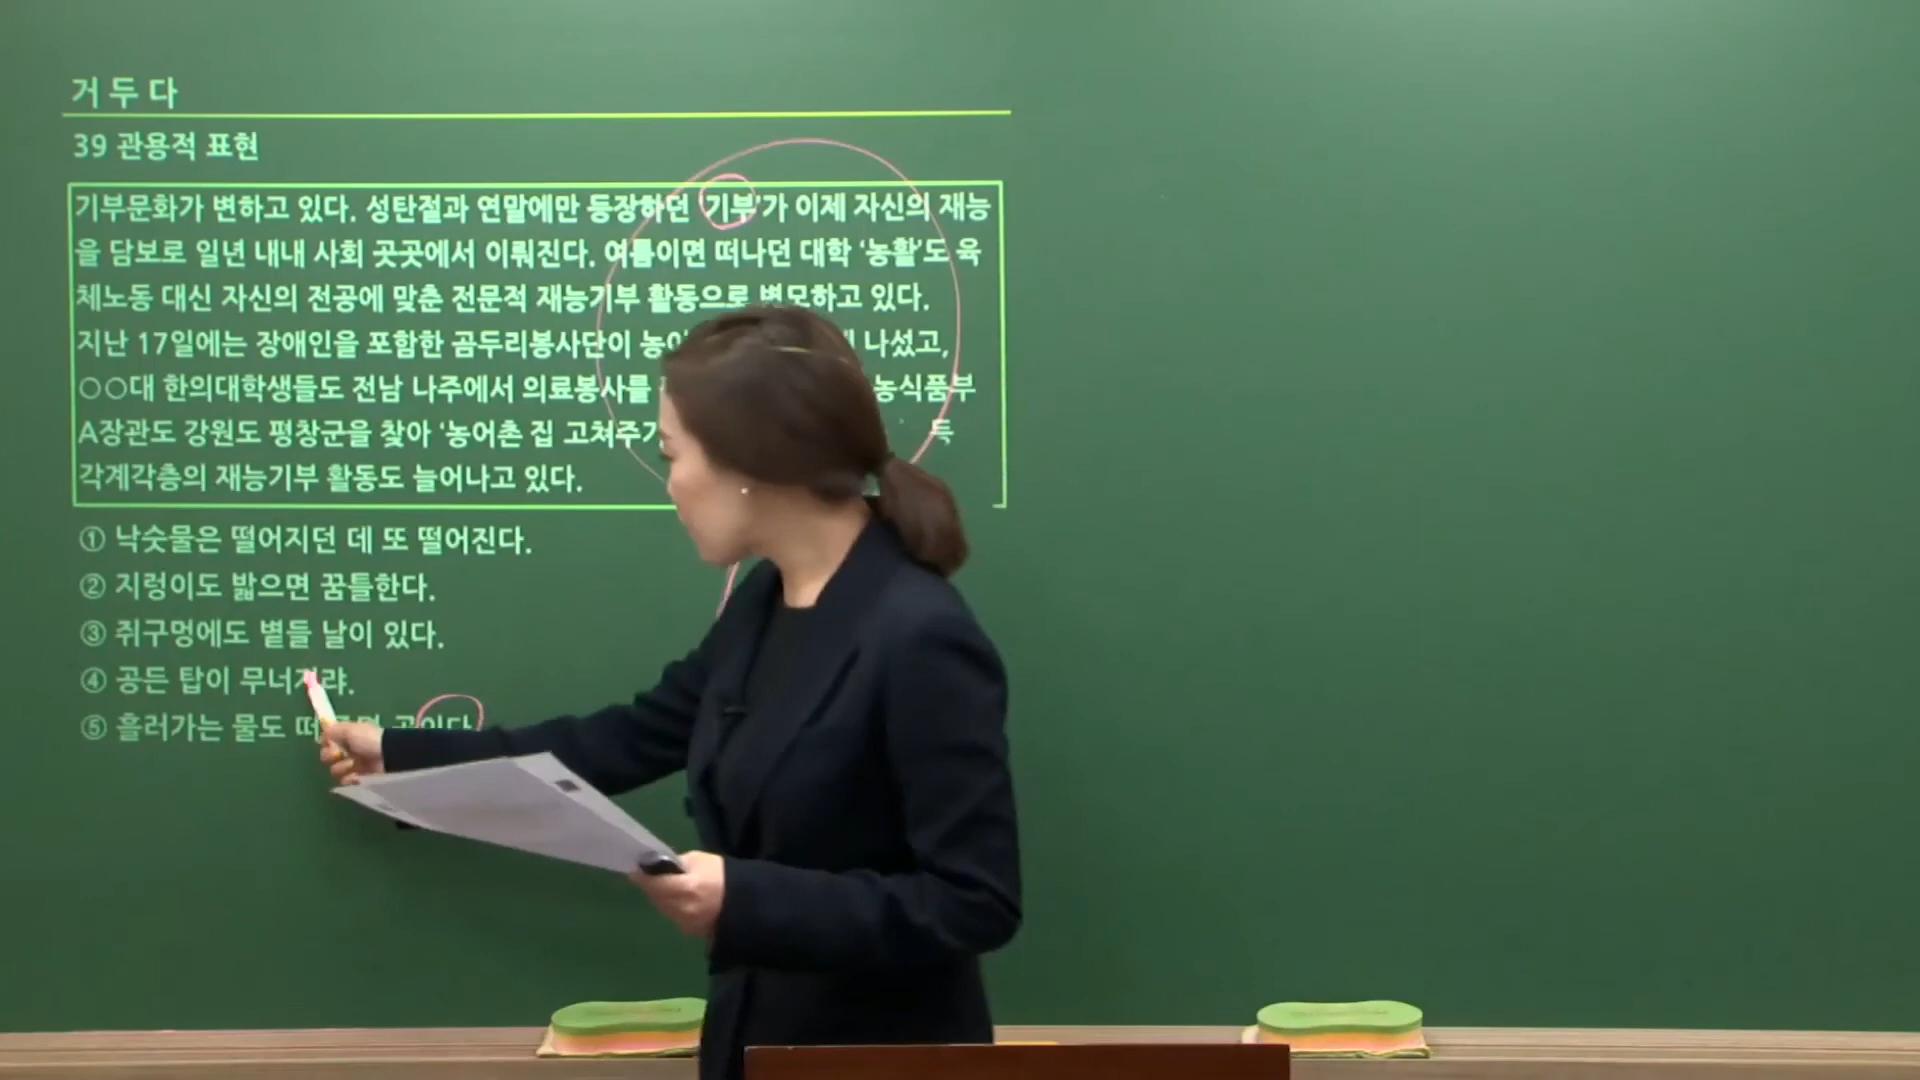 거두다
39 관용적 표현
기부문화가 변하고 있다. 성탄절과 연말에만 등장하던 '기부'가 이제 자신의 재능
을 담보로 일년 내내 사회 곳곳에서 이뤄진다. 여름이면 떠나던 대학 '농활'도 육
체노동 대신 자신의 전공에 맞춘 전문적 재능기부 활동으로 변모하고 있다.
지난 17일에는 장애인을 포함한 곰두리봉사단이 나섰고,
○○대 한의대학생들도 전남 나주에서 의료봉사를 농식품부
A장관도 강원도 평창군을 찾아 '농어촌 집 고쳐주기 등
각계각층의 재능기부 활동도 늘어나고 있다.
① 낙숫물은 떨어지던 데 또 떨어진다.
② 지렁이도 밟으면 꿈틀한다.
③ 쥐구멍에도 볕들 날이 있다.
④ 공든 탑이 무너지랴.
⑤ 흘러가는 물도 떠 공이다